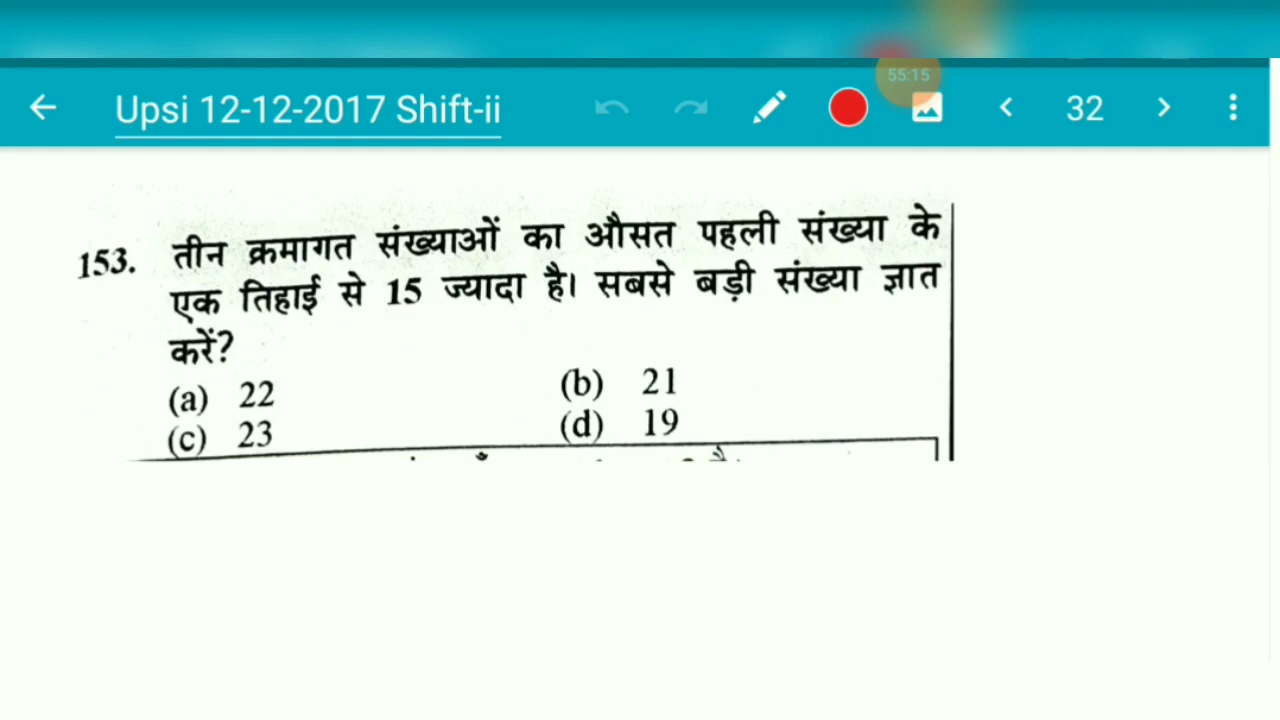 55:15
Upsi 12-12-2017 Shift-ii
32
153. तीन क्रमागत संख्याओं का औसत पहली संख्या के
एक तिहाई से 15 ज्यादा है। सबसे बड़ी संख्या ज्ञात
करें?
(a) 22 (b) 21
(c) 23 (d) 19